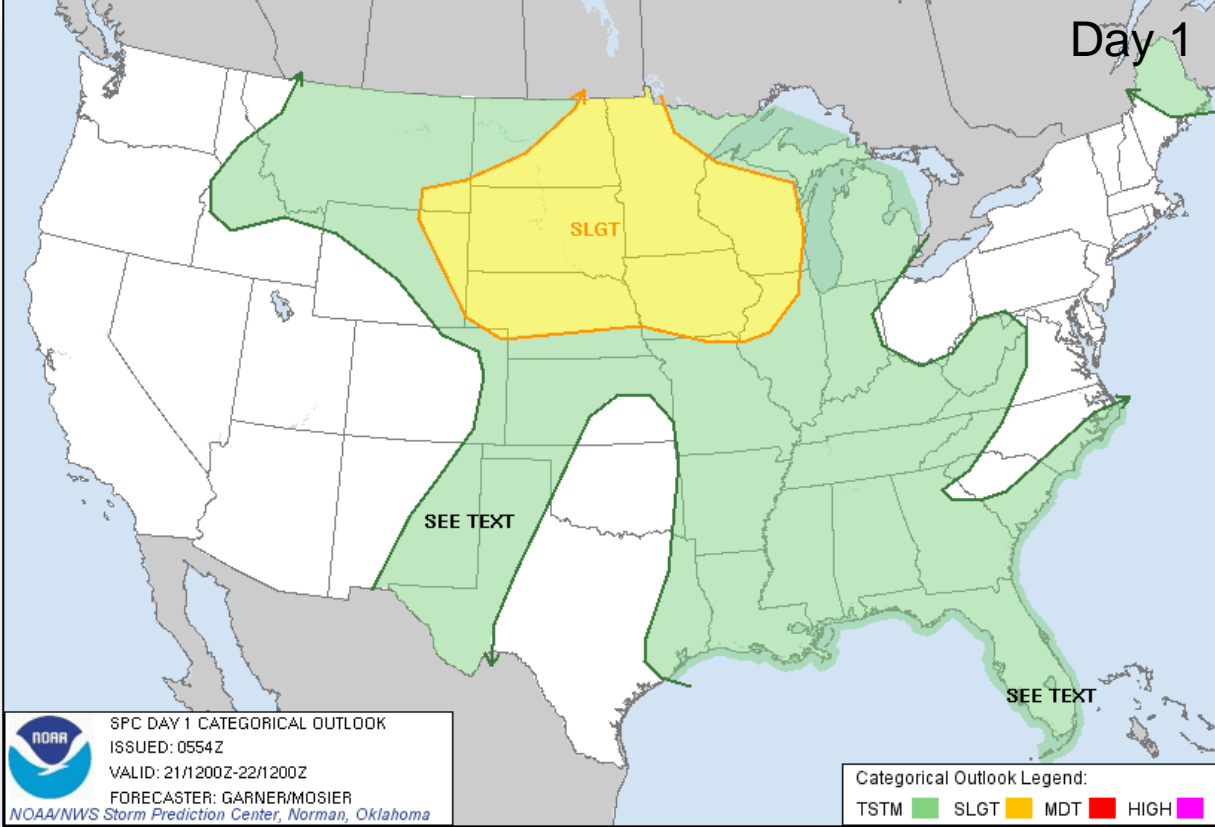 Day 1
SLGT
SEE TEXT
SEE TEXT
NOAA
SPC DAY 1 CATEGORICAL OUTLOOK
ISSUED: 0554Z
VALID: 21/1200Z-22/1200Z
FORECASTER: GARNER/MOSIER
NOAA/NWS Storm Prediction Center, Norman, Oklahoma
Categorical Outlook Legend:
TSTM SLGT MDT HIGH